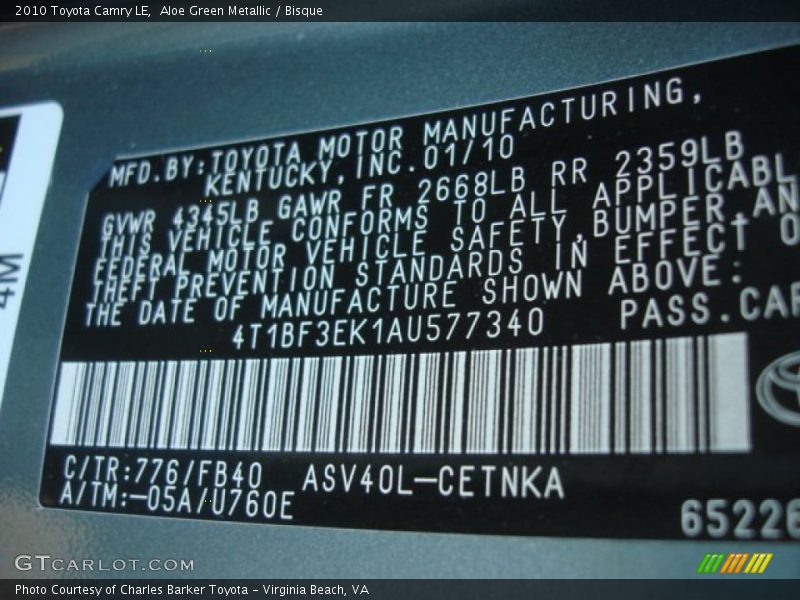 2010 Toyota Camry LE,  Aloe Green Metallic / Bisque
MFD.BY:TOYOTA MOTOR MANUFACTURING,
KENTUCKY,INC.01/10
GVWR 4345LB GAWR FR 2668LB RR 2359LB
THIS VEHICLE CONFORMS TO ALL APPLICABL
FEDERAL MOTOR VEHICLE SAFETY,BUMPER,AN
THEFT PREVENTION STANDARDS IN EFFECT O
THE DATE OF MANUFACTURE SHOWN ABOVE:
4T1BF3EK1AU577340 PASS.CAR
4M
C/TR:776/FB40 ASV40L-CETNKA
A/TM:-05A/U760E
65226
GTCARLOT.COM
Photo Courtesy of Charles Barker Toyota - Virginia Beach, VA